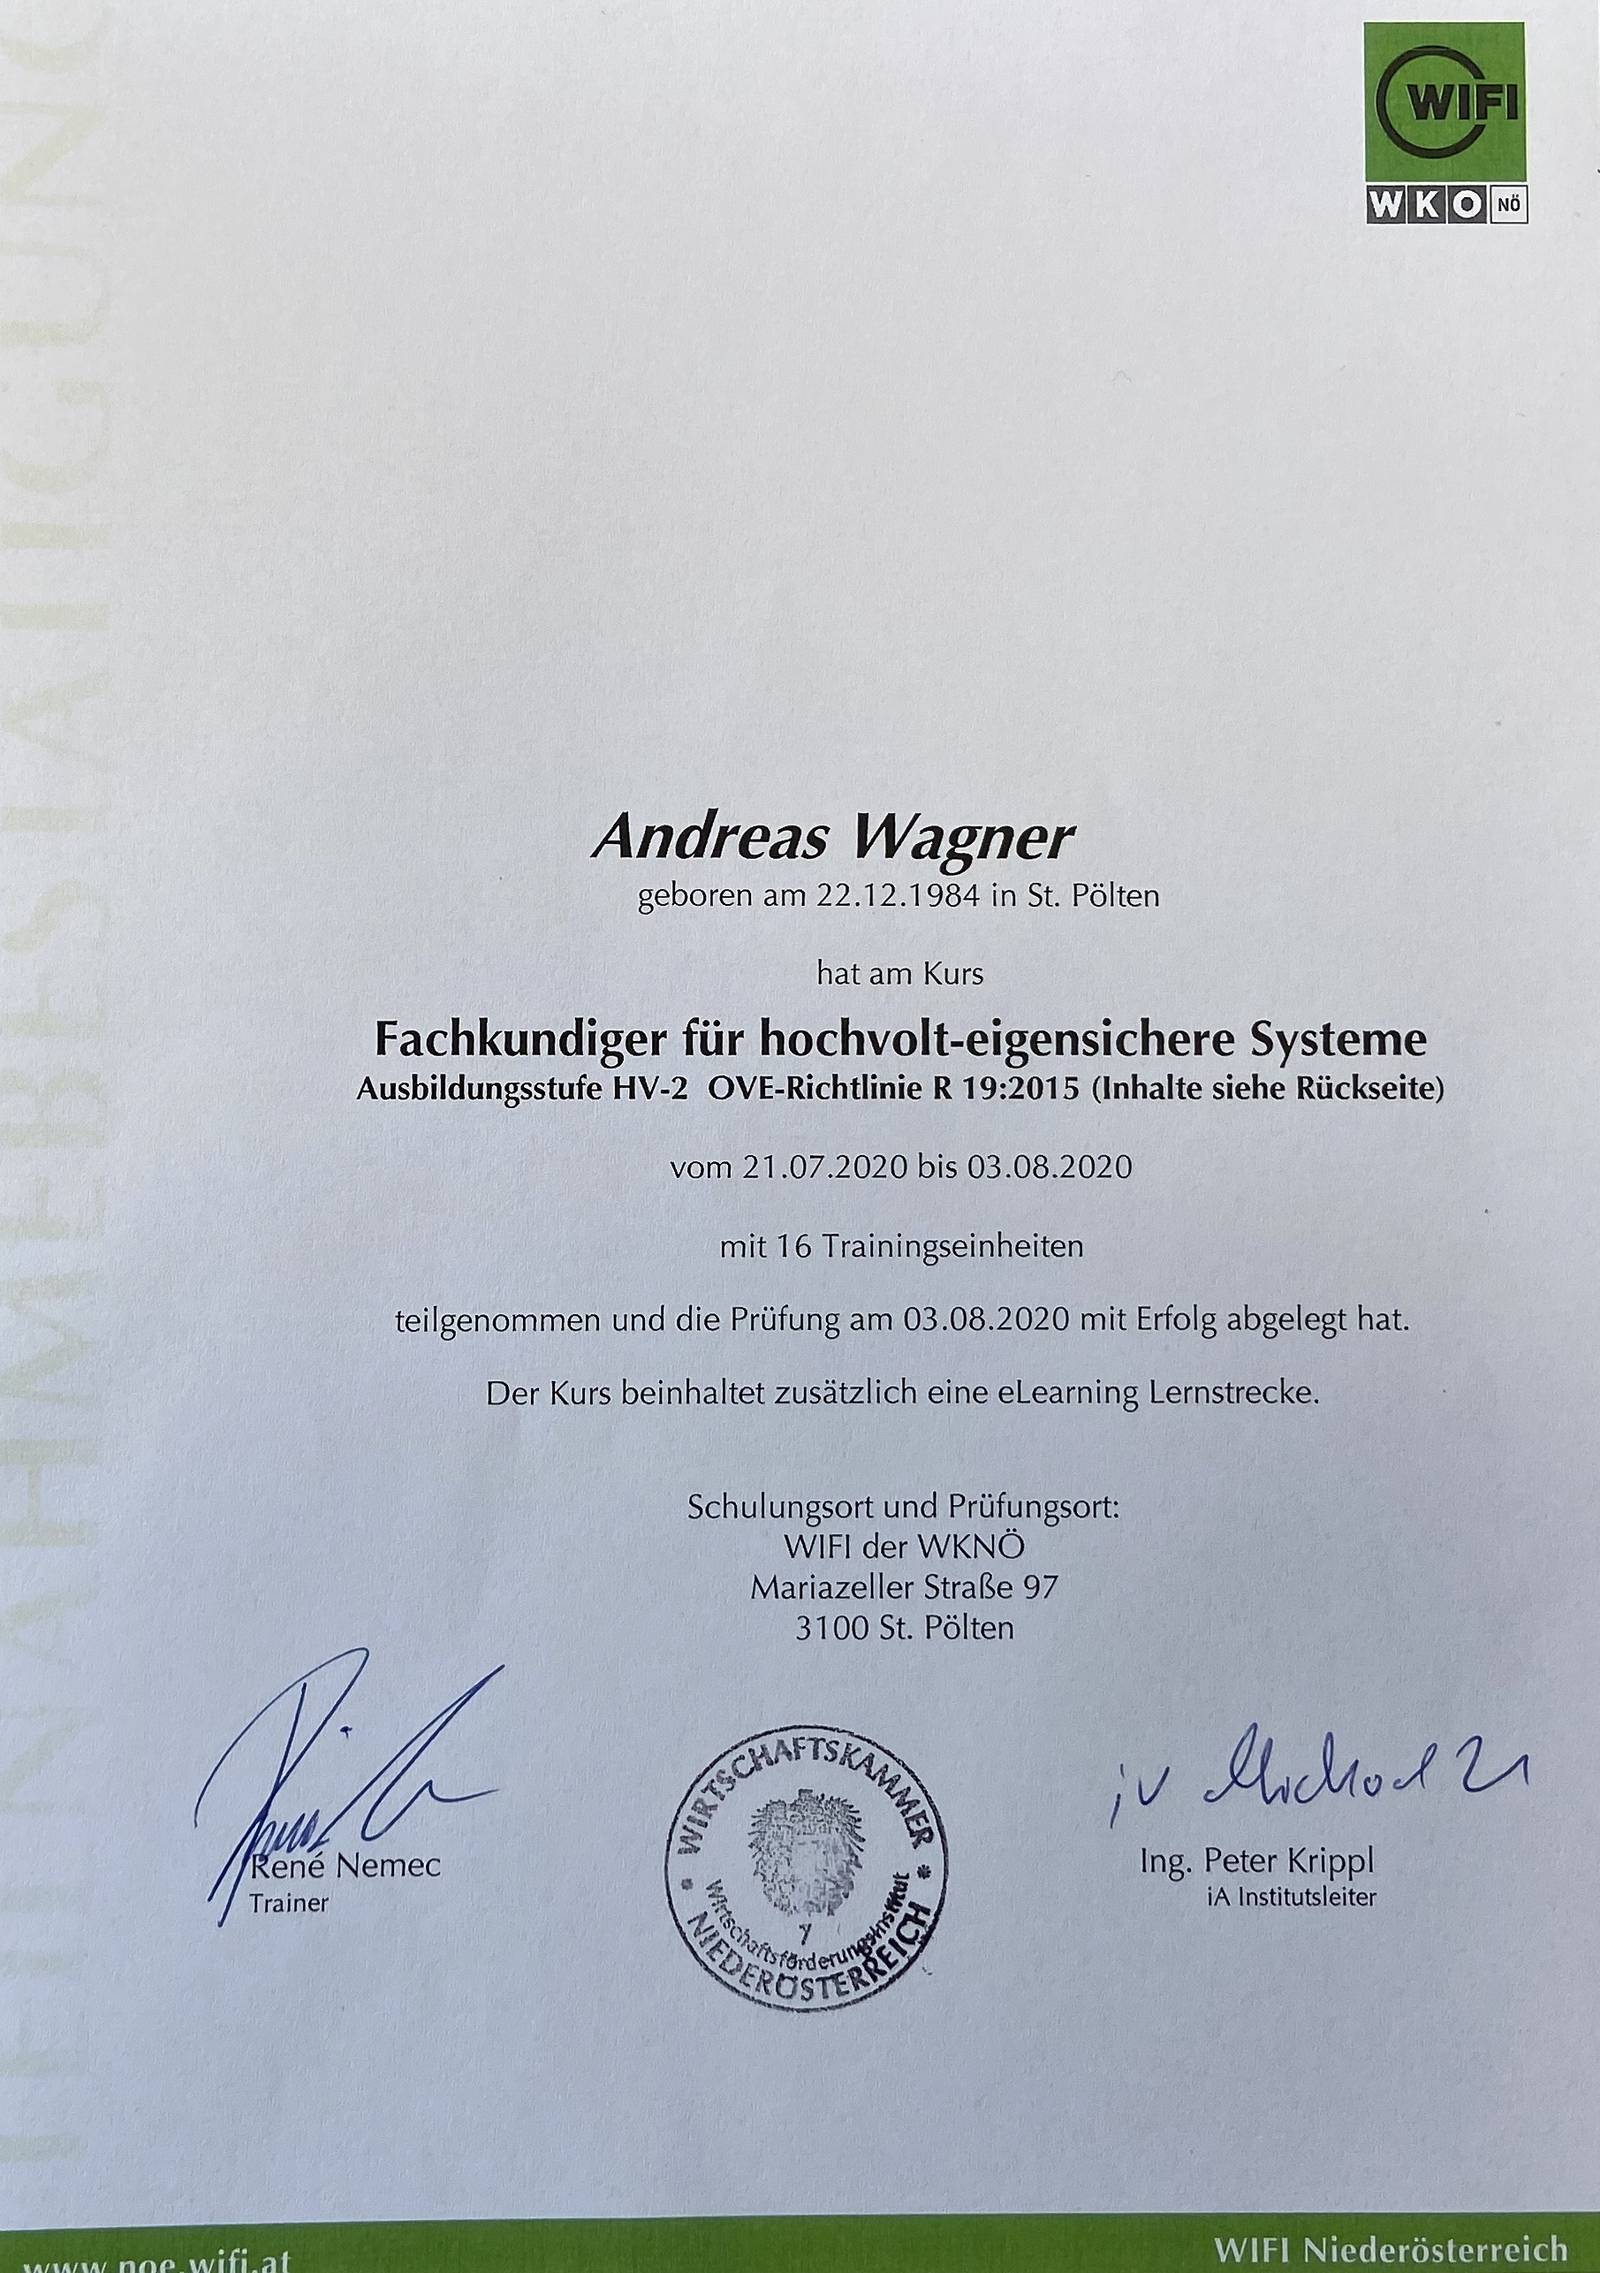 WIFI
WKO NÖ
TEILNAHMEBESTÄTIGUNG
Andreas Wagner
geboren am 22.12.1984 in St. Pölten
hat am Kurs
Fachkundiger für hochvolt-eigensichere Systeme
Ausbildungsstufe HV-2 OVE-Richtlinie R 19:2015 (Inhalte siehe Rückseite)
vom 21.07.2020 bis 03.08.2020
mit 16 Trainingseinheiten
teilgenommen und die Prüfung am 03.08.2020 mit Erfolg abgelegt hat.
Der Kurs beinhaltet zusätzlich eine eLearning Lernstrecke.
Schulungsort und Prüfungsort:
WIFI der WKNÖ
Mariazeller Straße 97
3100 St. Pölten
René Nemec
Trainer
WIRTSCHAFTSKAMMER
NIEDERÖSTERREICH
Wirtschaftsförderungsinstitut
iV
Ing. Peter Krippl
iA Institutsleiter
www.noe.wifi.at
WIFI Niederösterreich